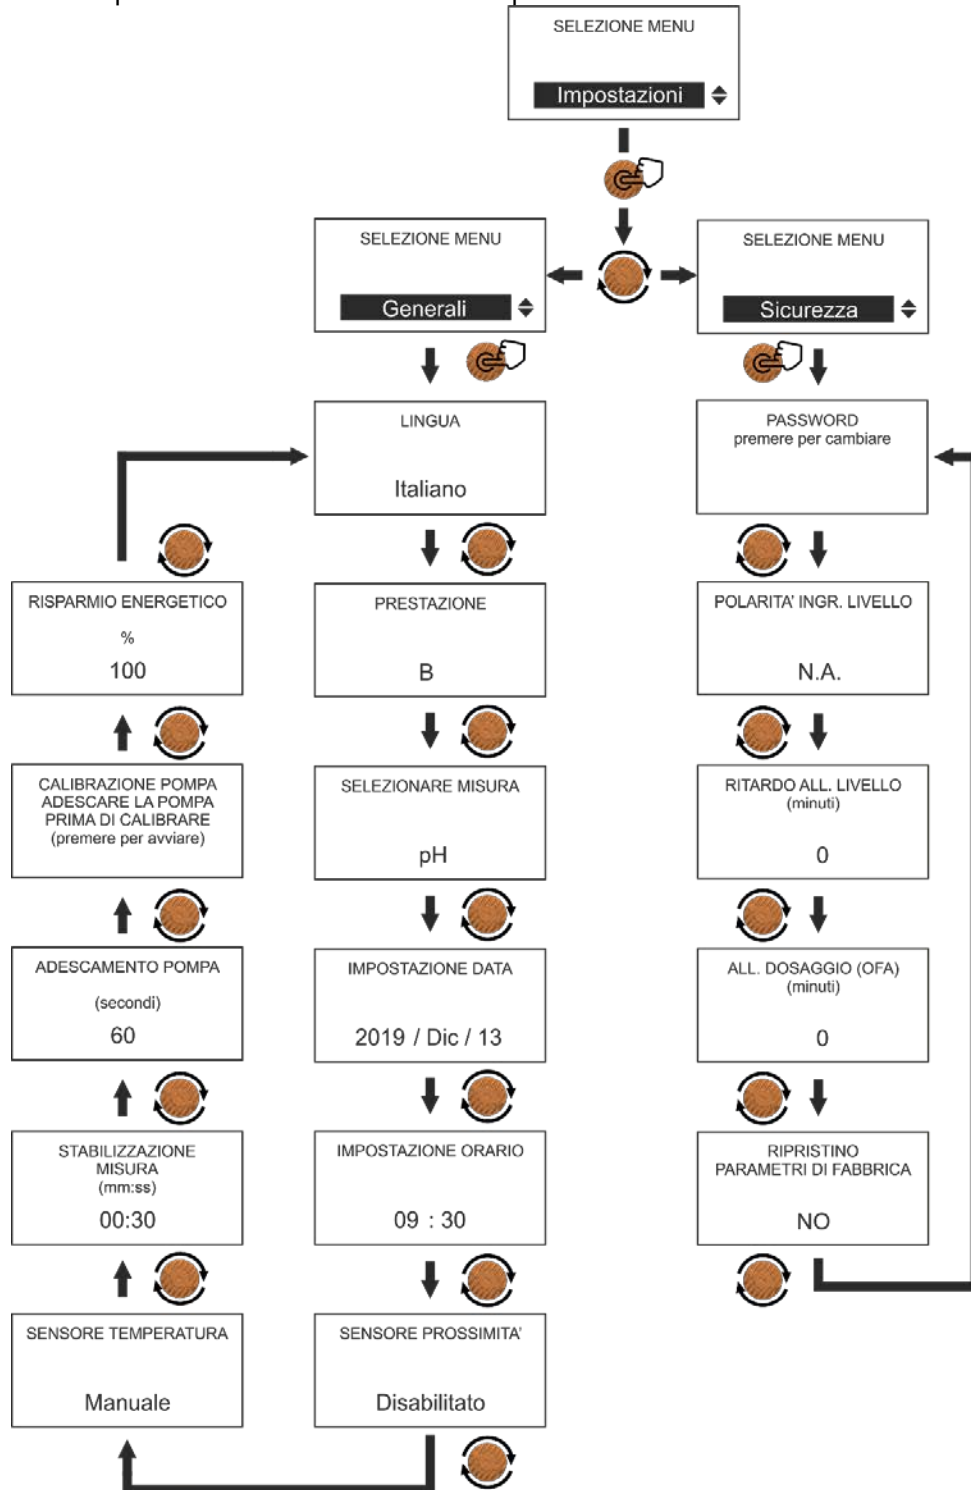 SELEZIONE MENU
Impostazioni
SELEZIONE MENU
Generali
SELEZIONE MENU
Sicurezza
LINGUA
Italiano
PRESTAZIONE
B
SELEZIONARE MISURA
pH
IMPOSTAZIONE DATA
2019 / Dic / 13
IMPOSTAZIONE ORARIO
09 : 30
SENSORE PROSSIMITA'
Disabilitato
SENSORE TEMPERATURA
Manuale
STABILIZZAZIONE
MISURA
(mm:ss)
00:30
ADESCAMENTO POMPA
(secondi)
60
CALIBRAZIONE POMPA
ADESCARE LA POMPA
PRIMA DI CALIBRARE
(premere per avviare)
RISPARMIO ENERGETICO
%
100
PASSWORD
premere per cambiare
POLARITA' INGR. LIVELLO
N.A.
RITARDO ALL. LIVELLO
(minuti)
0
ALL. DOSAGGIO (OFA)
(minuti)
0
RIPRISTINO
PARAMETRI DI FABBRICA
NO